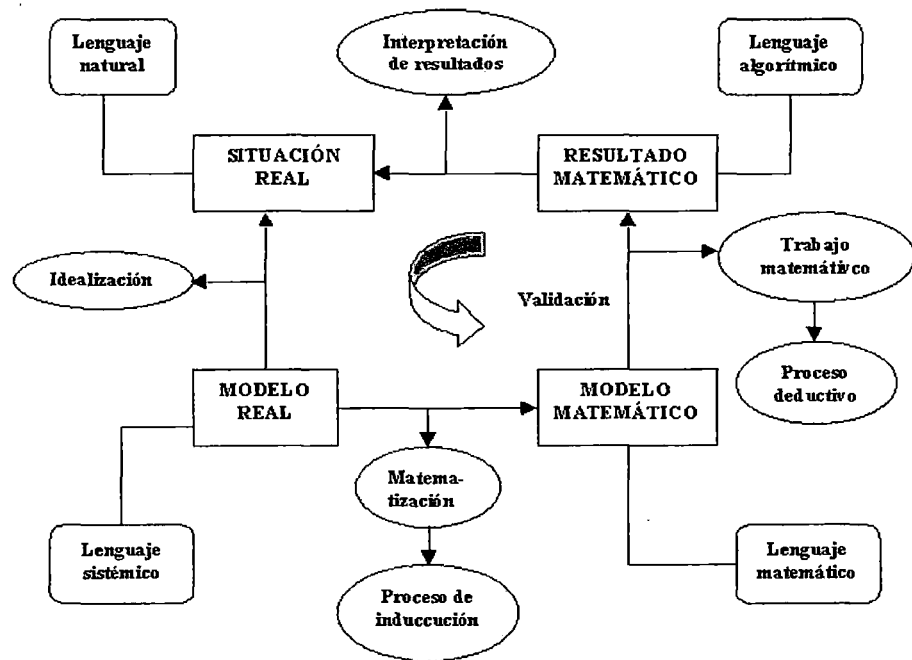 Lenguaje
natural
Interpretación
de resultados
Lenguaje
algorítmico
SITUACIÓN
REAL
RESULTADO
MATEMÁTICO
Idealización
Validación
Trabajo
matemátivco
Proceso
deductivo
MODELO
REAL
MODELO
MATEMÁTICO
Matema-
tización
Lenguaje
sistémico
Proceso de
induccución
Lenguaje
matemático